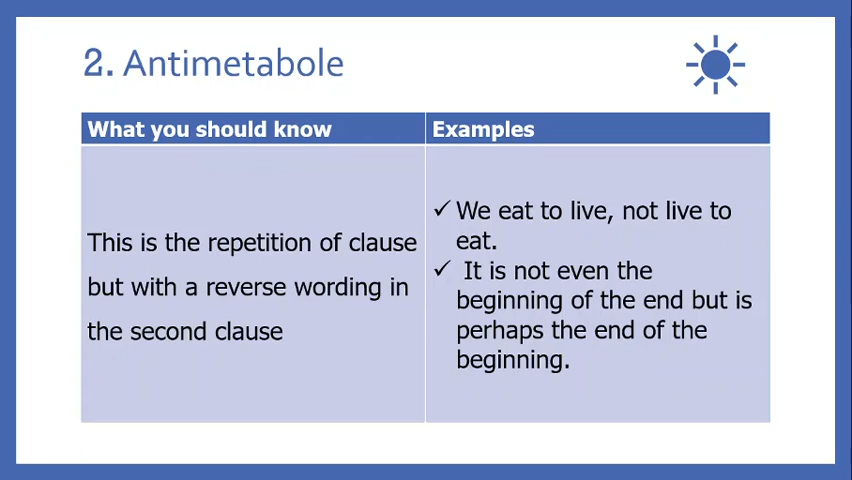 2. Antimetabole
What you should know
Examples
This is the repetition of clause
but with a reverse wording in
the second clause
✓ We eat to live, not live to
eat.
✓ It is not even the
beginning of the end but is
perhaps the end of the
beginning.